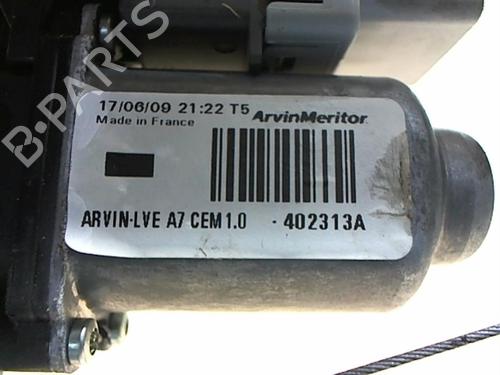 B-PARTS
17/06/09 21:22 T5 ArvinMeritor
Made in France
ARVIN-LVE A7 CEM1.0 - 402313A